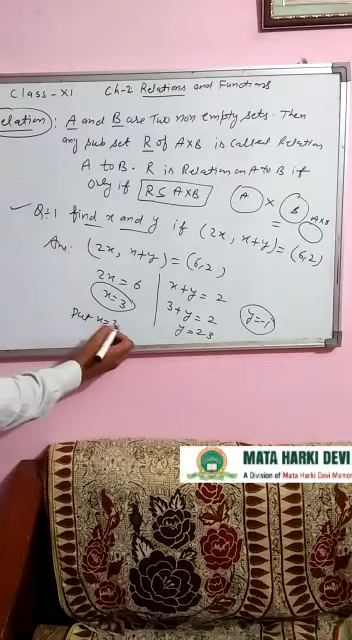 Class-XI Ch-2 Relations and Functions
elation: A and B are Two non empty sets. Then
any sub set R of A×B is called Relation
A to B. R is Relation A to B if
only if R ⊆ A×B
A × B = A×B
Q:-1 find x and y if (2x, x+y) = (6,2)
Ans: (2x, x+y) = (6,2)
2x = 6
x = 3
Put x=3
x+y = 2
3+y = 2
y = 2-3
y = -1
MATA HARKI DEVI
A Division of Mata Harki Devi Memor